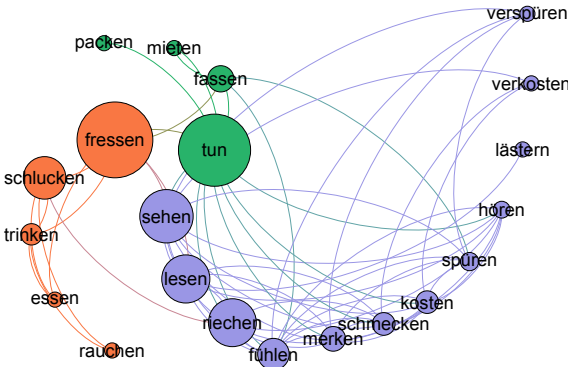 verspüren
packen
mieten
fassen
verkosten
fressen
tun
lästern
schlucken
sehen
hören
trinken
spüren
lesen
essen
kosten
riechen
schmecken
merken
rauchen
fühlen